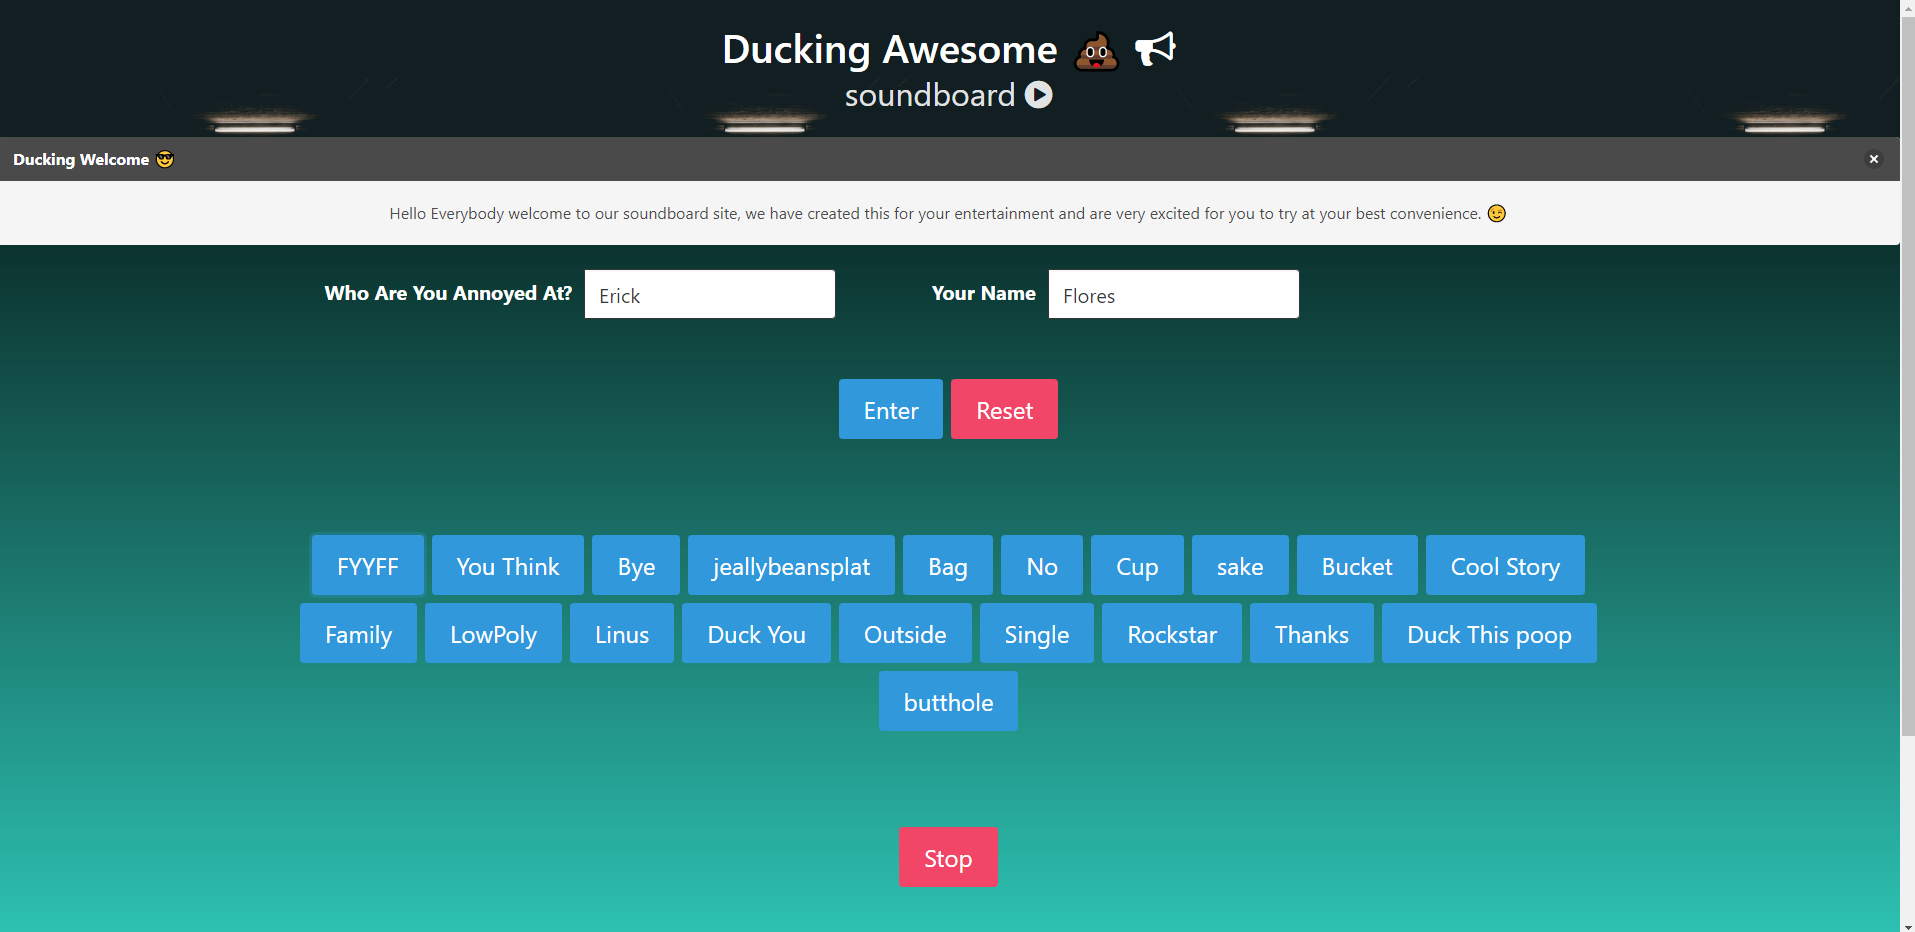 Ducking Awesome 💩
soundboard
Ducking Welcome 😎
Hello Everybody welcome to our soundboard site, we have created this for your entertainment and are very excited for you to try at your best convenience. 😉
Who Are You Annoyed At? Erick Your Name Flores
Enter Reset
FYYFF You Think Bye jeallybeansplat Bag No Cup sake Bucket Cool Story
Family LowPoly Linus Duck You Outside Single Rockstar Thanks Duck This poop
butthole
Stop